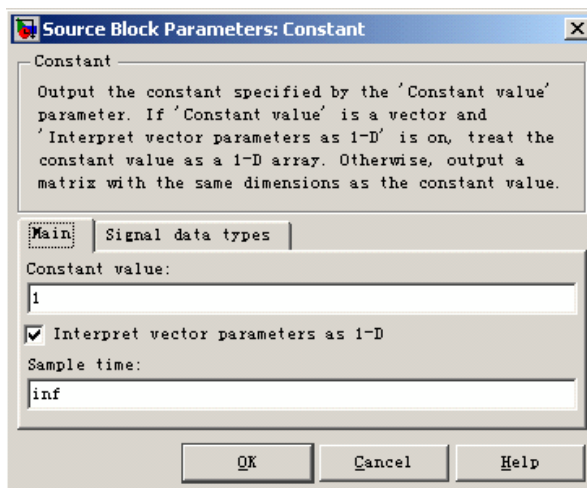 Source Block Parameters: Constant
Constant
Output the constant specified by the 'Constant value'
parameter. If 'Constant value' is a vector and
'Interpret vector parameters as 1-D' is on, treat the
constant value as a 1-D array. Otherwise, output a
matrix with the same dimensions as the constant value.
Main Signal data types
Constant value:
1
Interpret vector parameters as 1-D
Sample time:
inf
OK Cancel Help